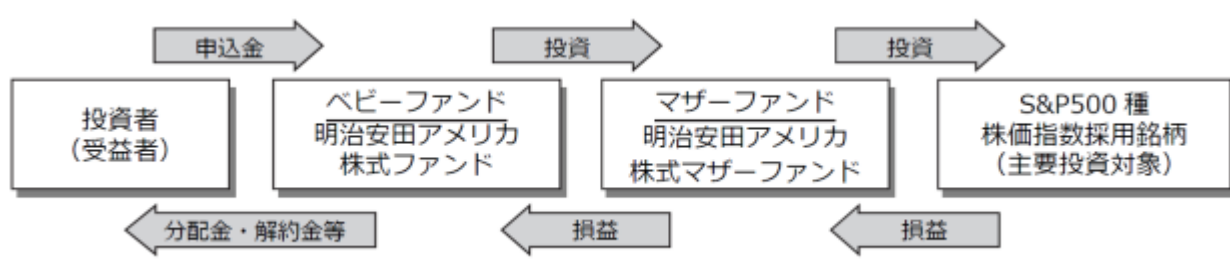 申込金
投資
投資
投資者
（受益者）
ベビーファンド
明治安田アメリカ
株式ファンド
マザーファンド
明治安田アメリカ
株式マザーファンド
S&P500 種
株価指数採用銘柄
（主要投資対象）
分配金・解約金等
損益
損益